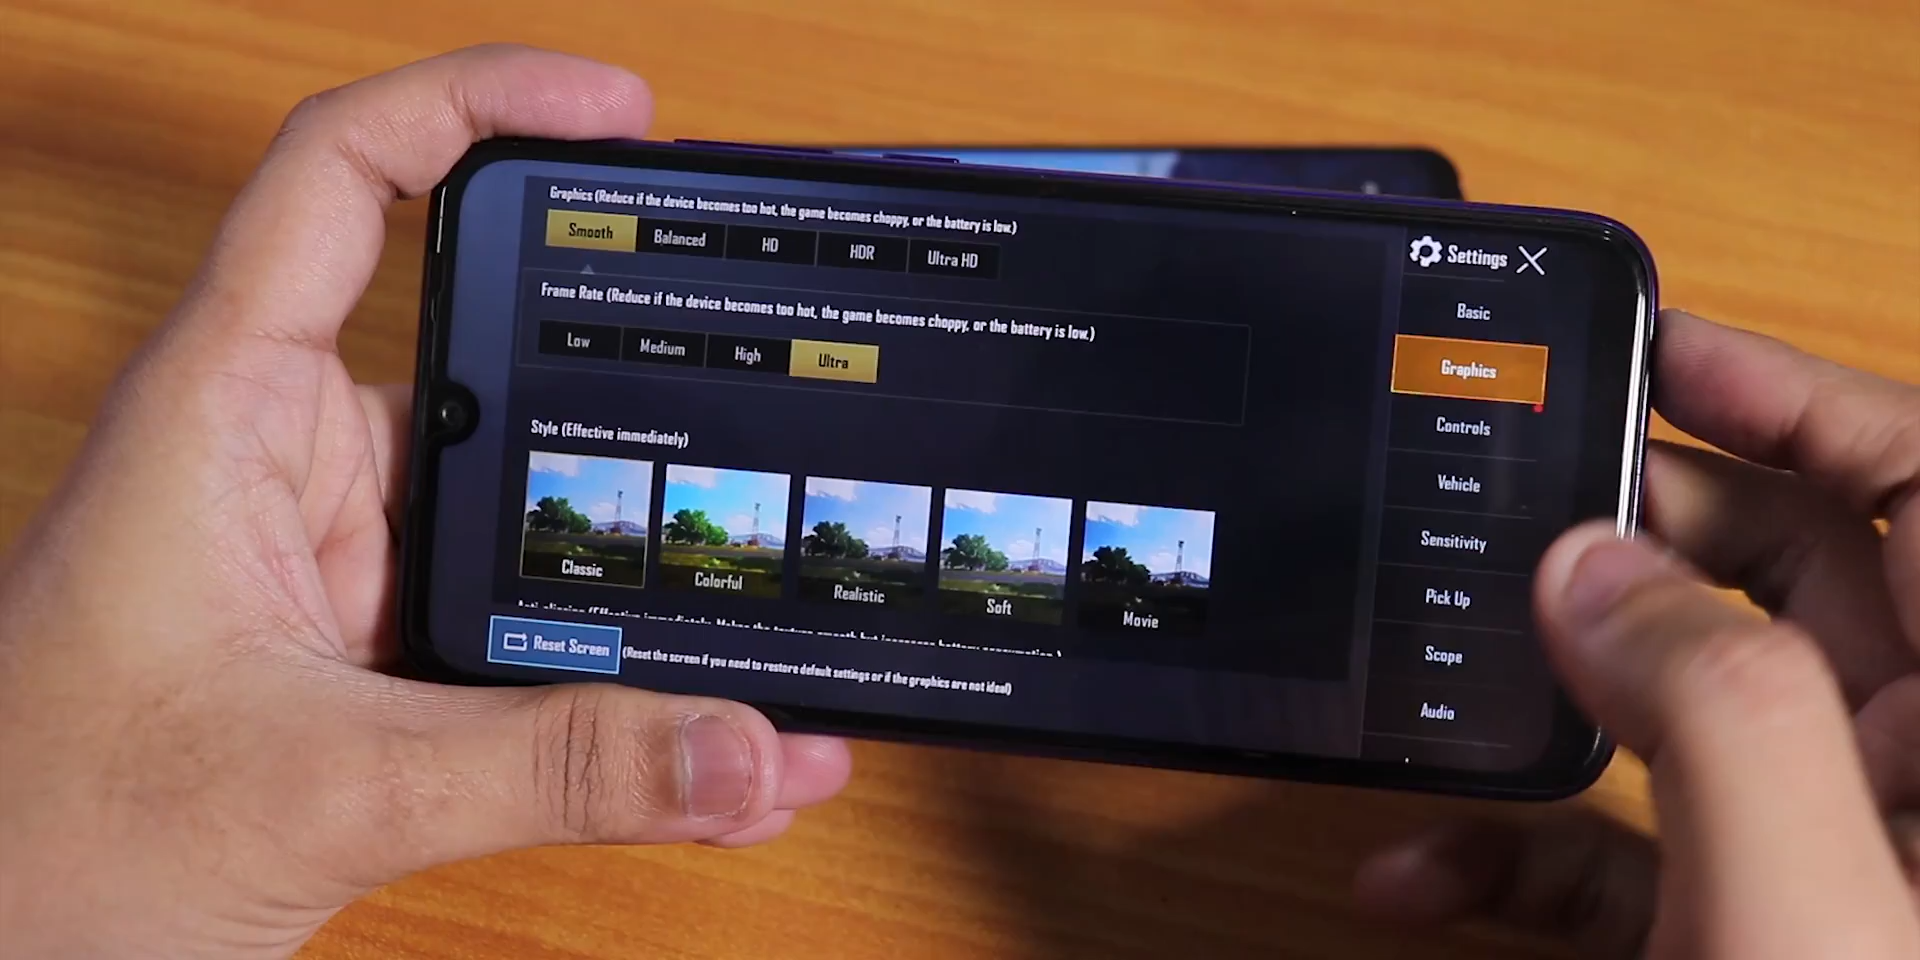 Graphics (Reduce if the device becomes too hot, the game becomes choppy, or the battery is low.)
Smooth Balanced HD HDR Ultra HD
Frame Rate (Reduce if the device becomes too hot, the game becomes choppy, or the battery is low.)
Low Medium High Ultra
Style (Effective immediately)
Classic Colorful Realistic Soft Movie
Reset Screen (Reset the screen if you need to restore default settings or if the graphics are not ideal)
Settings
Basic
Graphics
Controls
Vehicle
Sensitivity
Pick Up
Scope
Audio